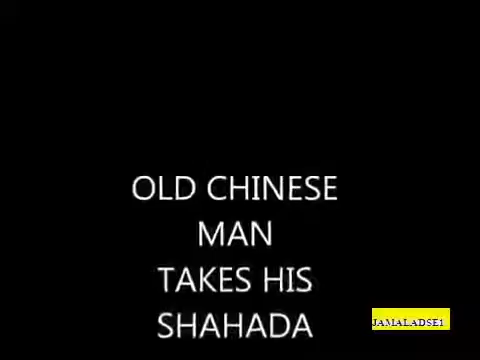 OLD CHINESE
MAN
TAKES HIS
SHAHADA
JAMALADSE1